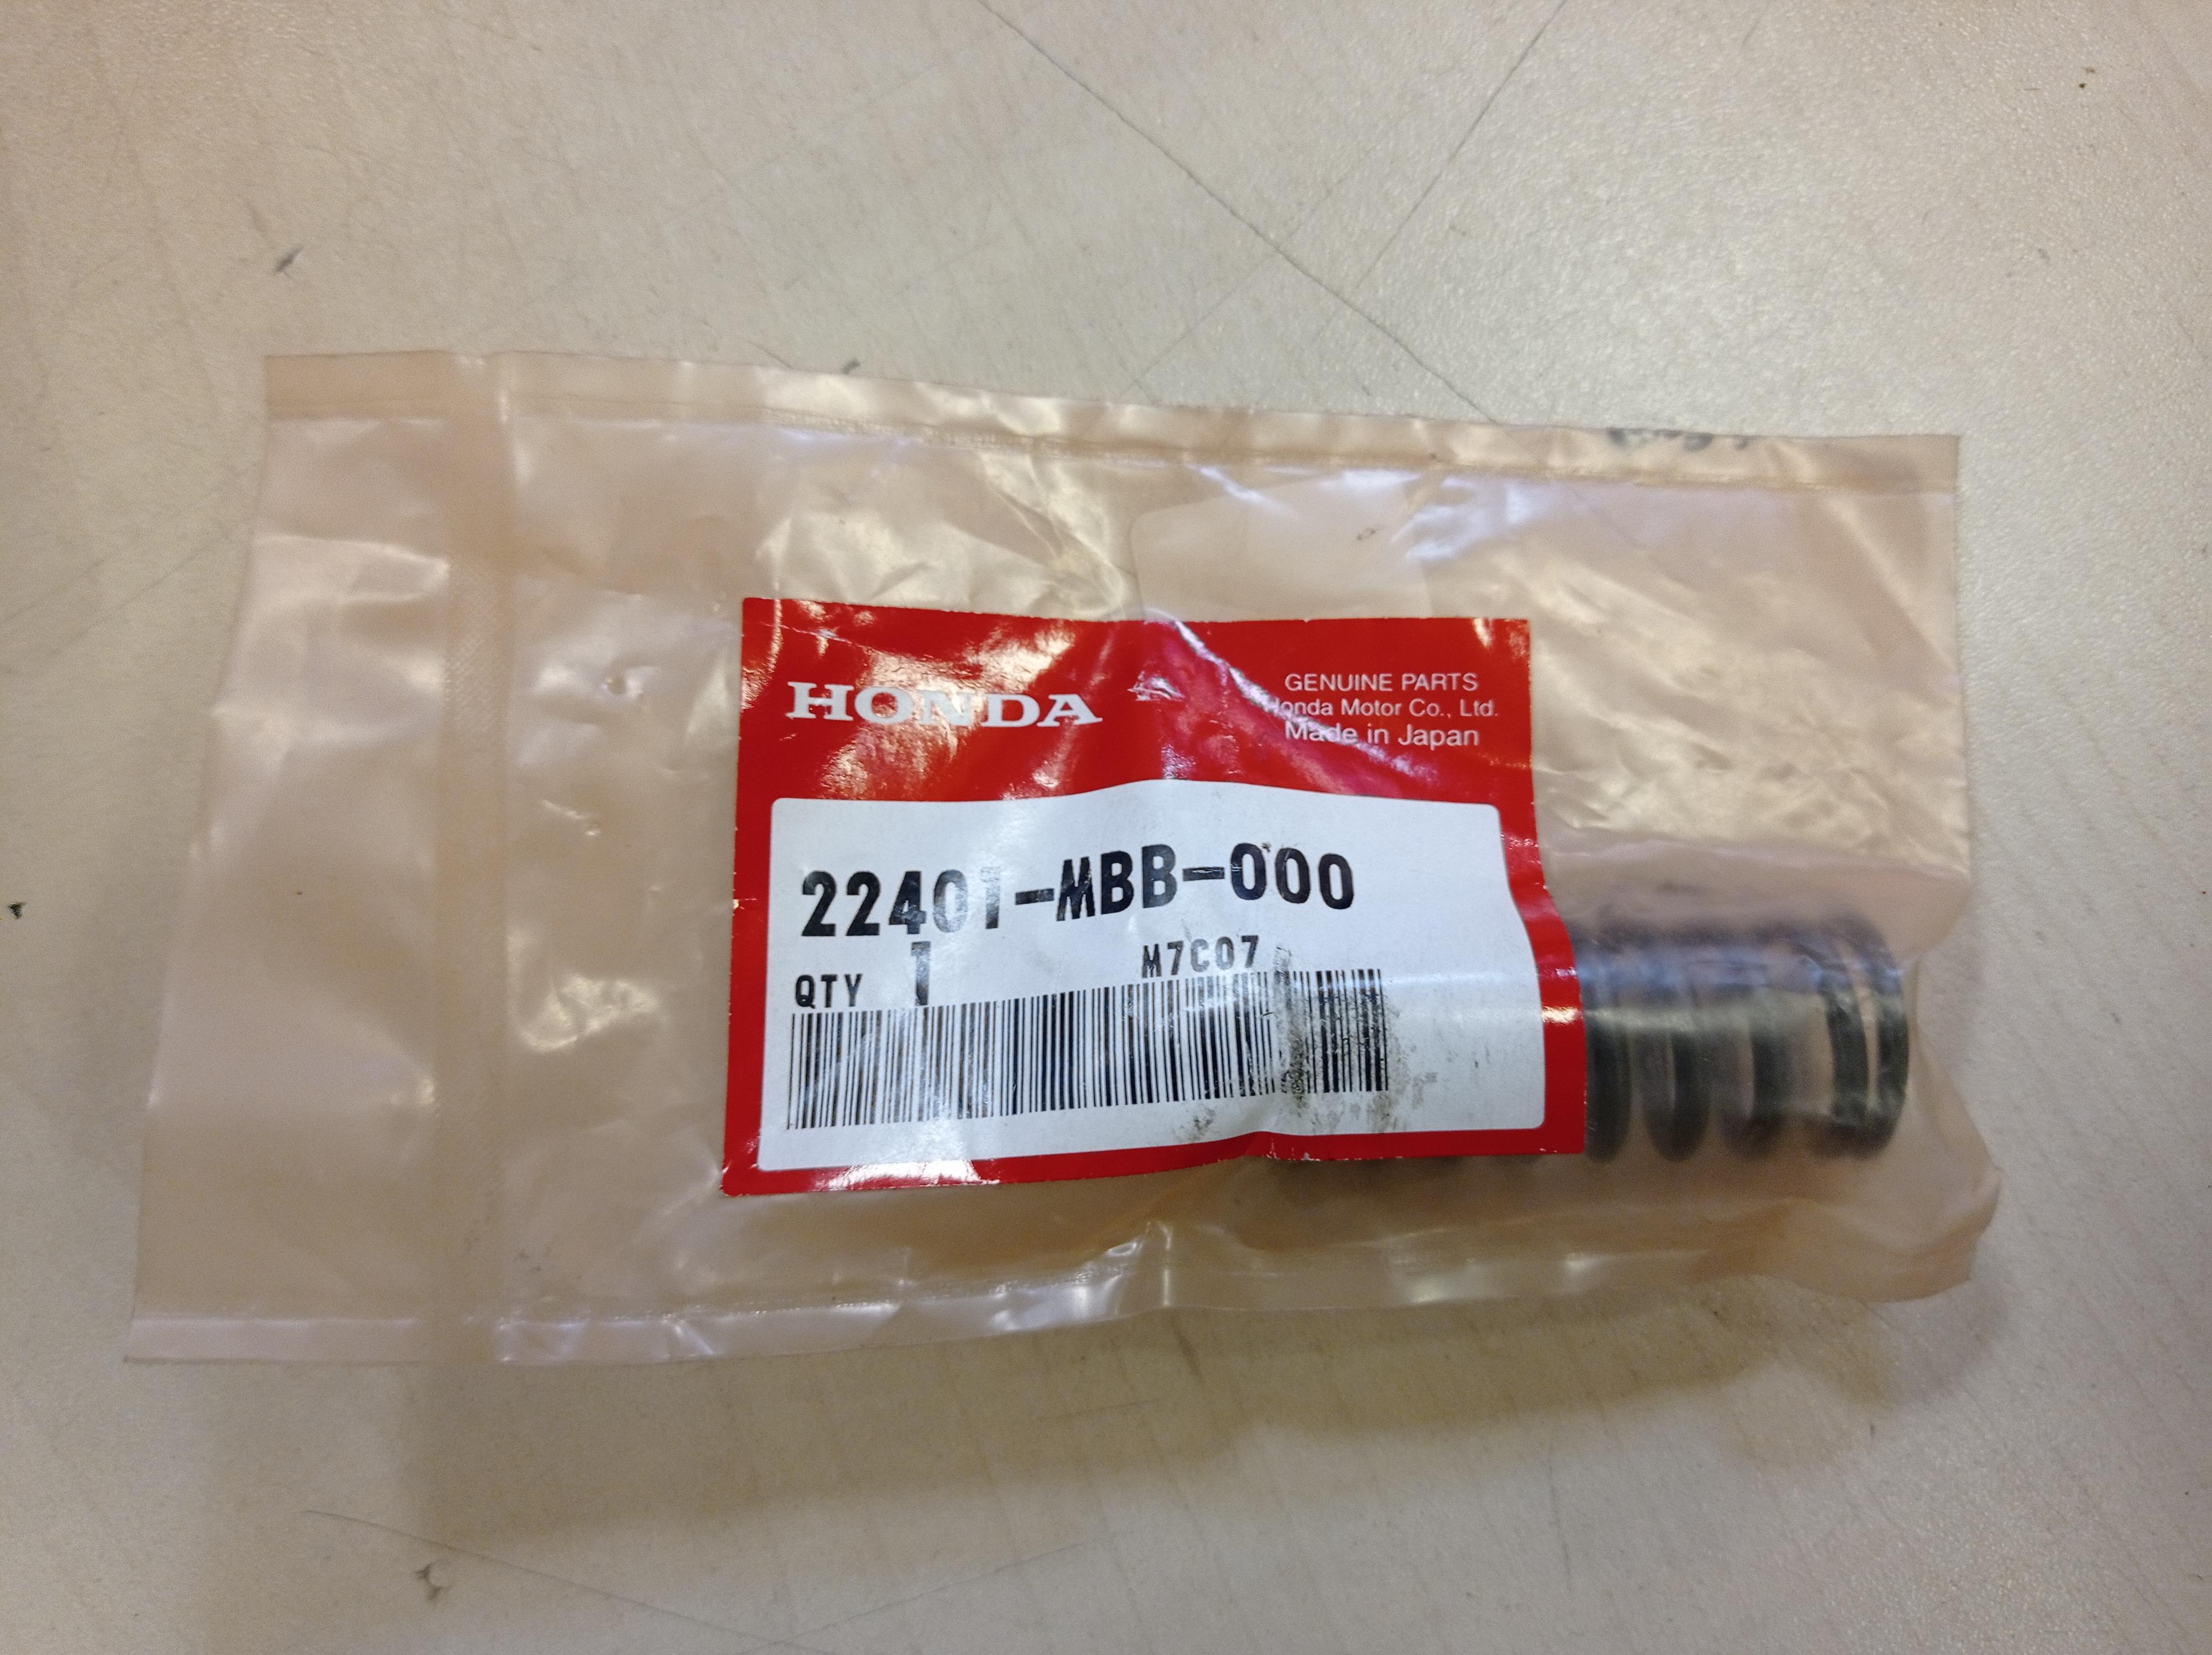 HONDA
GENUINE PARTS
Honda Motor Co., Ltd.
Made in Japan
22401-MBB-000
QTY 1 M7C07